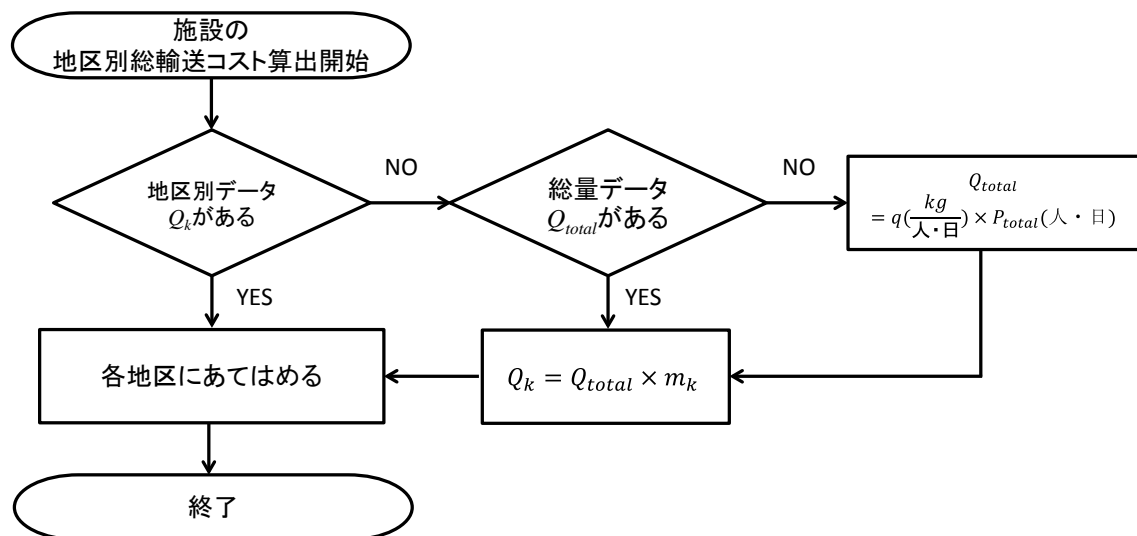 施設の
地区別総輸送コスト算出開始
地区別データ
Q_kがある
NO
総量データ
Q_totalがある
NO
Q_total
= q(kg/人・日) × P_total(人・日)
YES
YES
各地区にあてはめる
Q_k = Q_total × m_k
終了